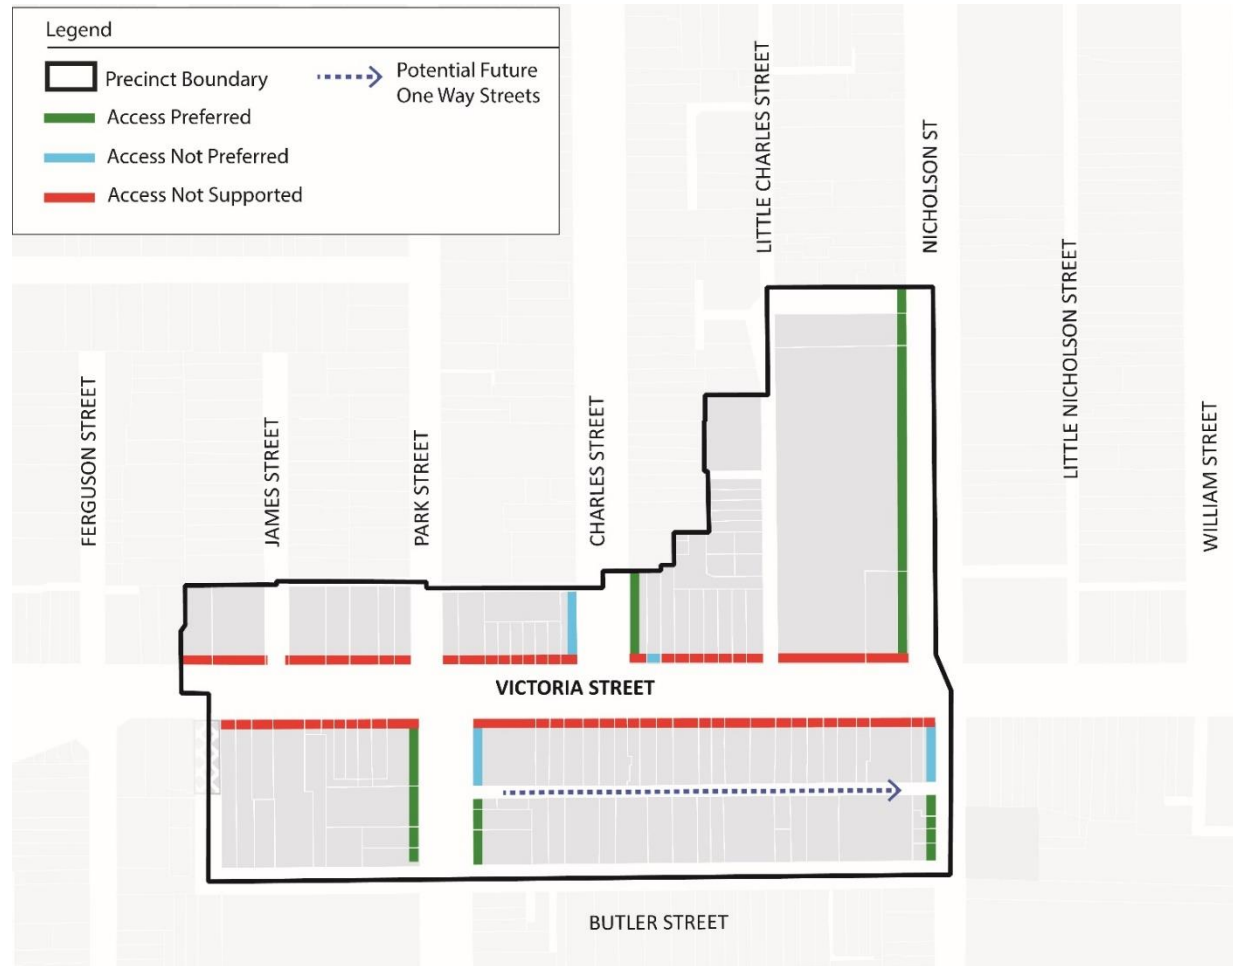 Legend
Precinct Boundary
Access Preferred
Access Not Preferred
Access Not Supported
Potential Future
One Way Streets
LITTLE CHARLES STREET
NICHOLSON ST
LITTLE NICHOLSON STREET
WILLIAM STREET
FERGUSON STREET
JAMES STREET
PARK STREET
CHARLES STREET
VICTORIA STREET
BUTLER STREET